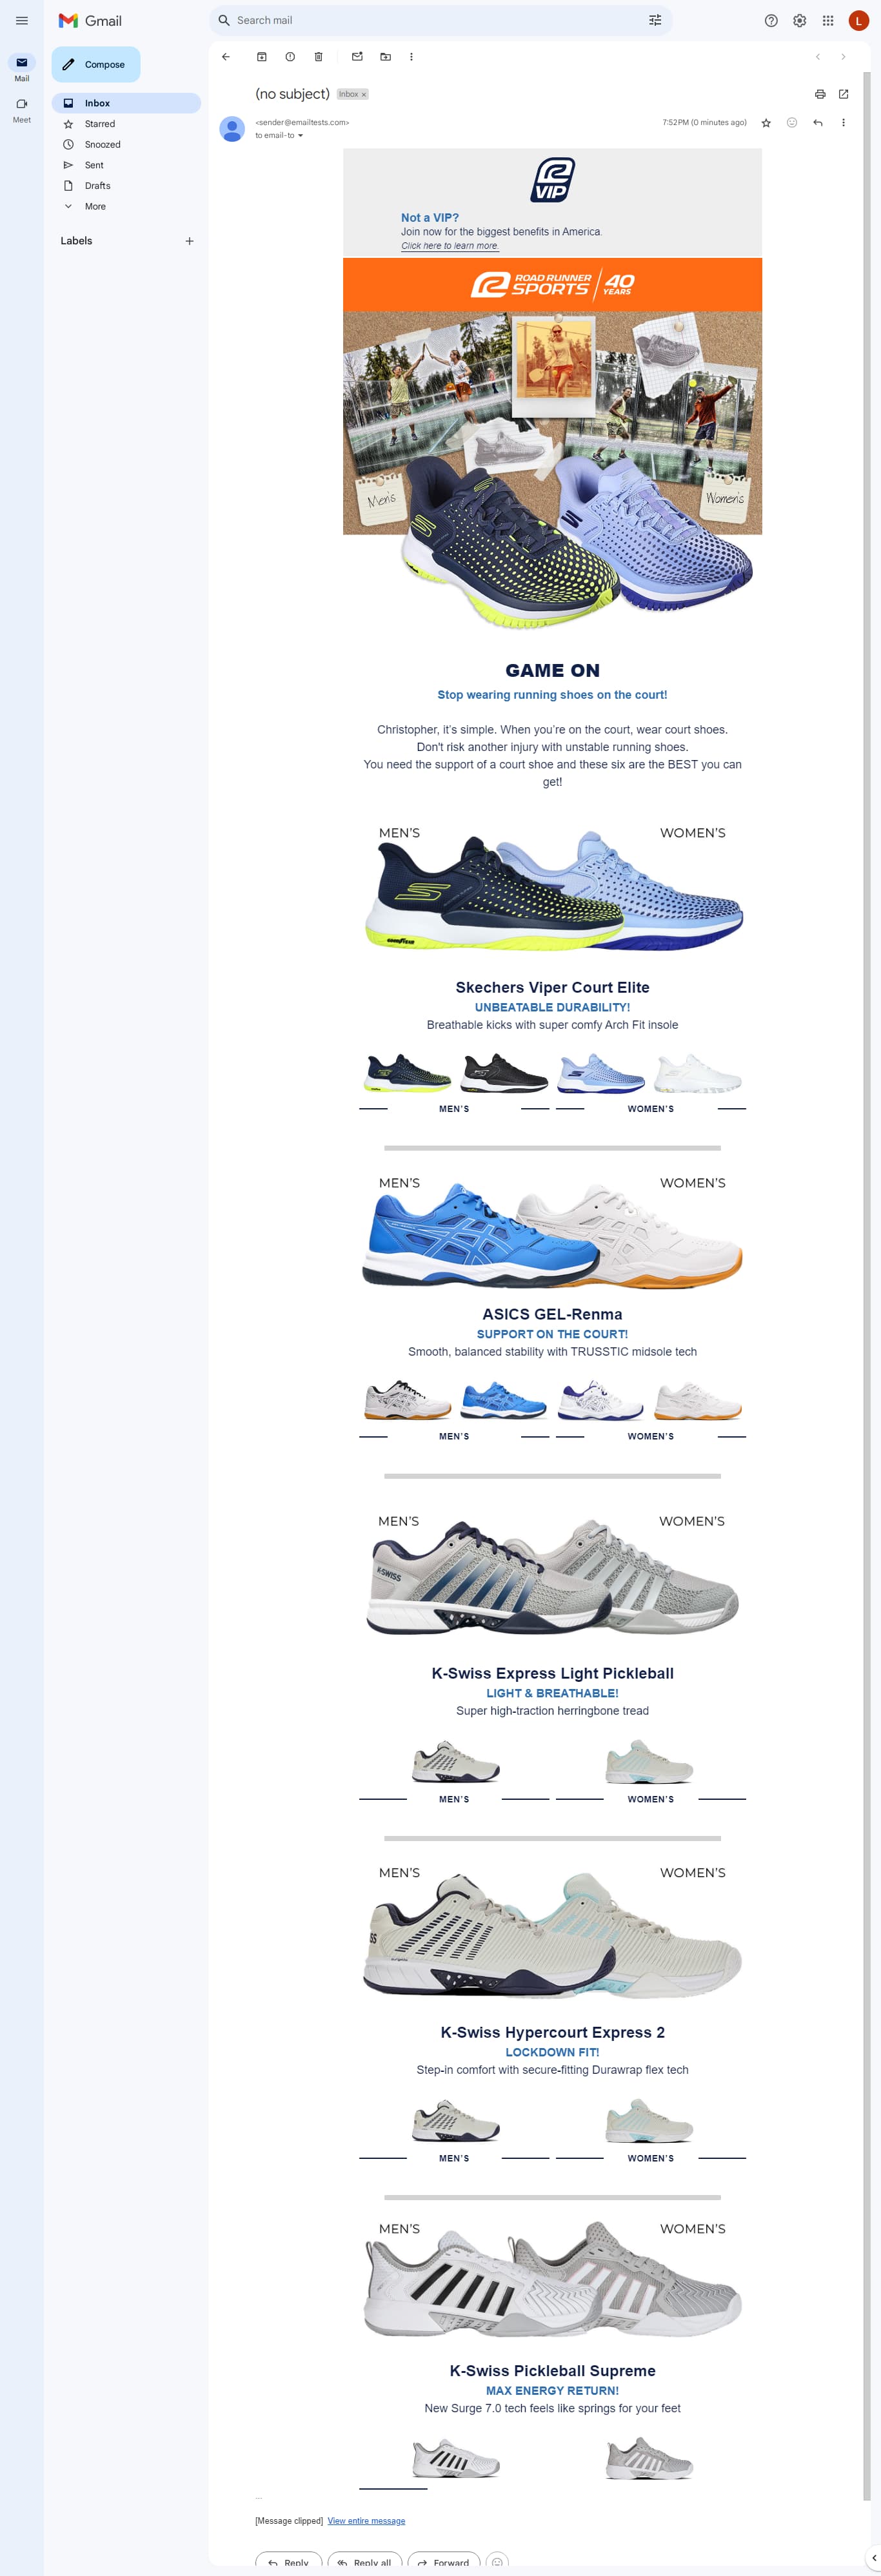 Gmail
Search mail
L
Compose
Mail
Meet
Inbox
Starred
Snoozed
Sent
Drafts
More
Labels
(no subject)
Inbox ×
<sender@emailtests.com>
to email-to
7:52PM (0 minutes ago)
VIP
Not a VIP?
Join now for the biggest benefits in America.
Click here to learn more.
ROAD RUNNER
SPORTS
40
YEARS
Men's
Women's
GAME ON
Stop wearing running shoes on the court!
Christopher, it’s simple. When you’re on the court, wear court shoes.
Don't risk another injury with unstable running shoes.
You need the support of a court shoe and these six are the BEST you can
get!
MEN’S
WOMEN’S
GOODYEAR
Skechers Viper Court Elite
UNBEATABLE DURABILITY!
Breathable kicks with super comfy Arch Fit insole
MEN’S
WOMEN’S
MEN’S
WOMEN’S
ASICS GEL-Renma
SUPPORT ON THE COURT!
Smooth, balanced stability with TRUSSTIC midsole tech
MEN’S
WOMEN’S
MEN’S
WOMEN’S
K-SWISS
K-Swiss Express Light Pickleball
LIGHT & BREATHABLE!
Super high-traction herringbone tread
MEN’S
WOMEN’S
MEN’S
WOMEN’S
K-Swiss Hypercourt Express 2
LOCKDOWN FIT!
Step-in comfort with secure-fitting Durawrap flex tech
MEN’S
WOMEN’S
MEN’S
WOMEN’S
K-Swiss Pickleball Supreme
MAX ENERGY RETURN!
New Surge 7.0 tech feels like springs for your feet
...
[Message clipped] View entire message
Reply
Reply all
Forward